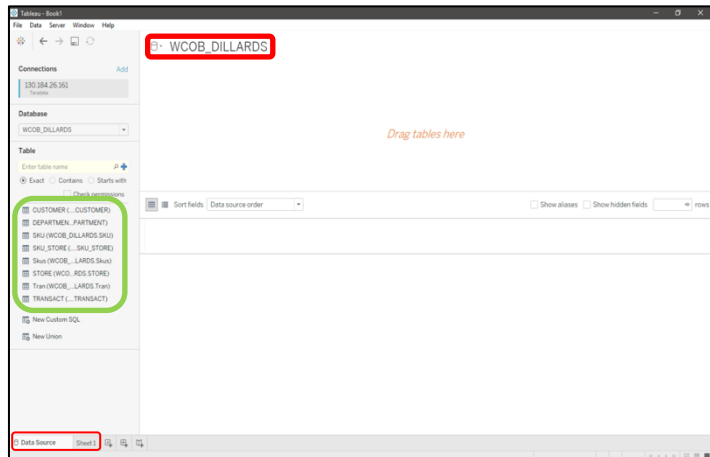 Tableau - Book1
File Data Server Window Help
WCOB_DILLARDS
Connections Add
130.184.26.161
Teradata
Database
WCOB_DILLARDS
Drag tables here
Table
Enter table name
Exact Contains Starts with
Check permissions
Sort fields Data source order Show aliases Show hidden fields rows
CUSTOMER (....CUSTOMER)
DEPARTMEN...PARTMENT)
SKU (WCOB_DILLARDS.SKU)
SKU_STORE (....SKU_STORE)
Skus (WCOB_...LARDS.Skus)
STORE (WCO...RDS.STORE)
Tran (WCOB_...LARDS.Tran)
TRANSACT (....TRANSACT)
New Custom SQL
New Union
Data Source Sheet 1